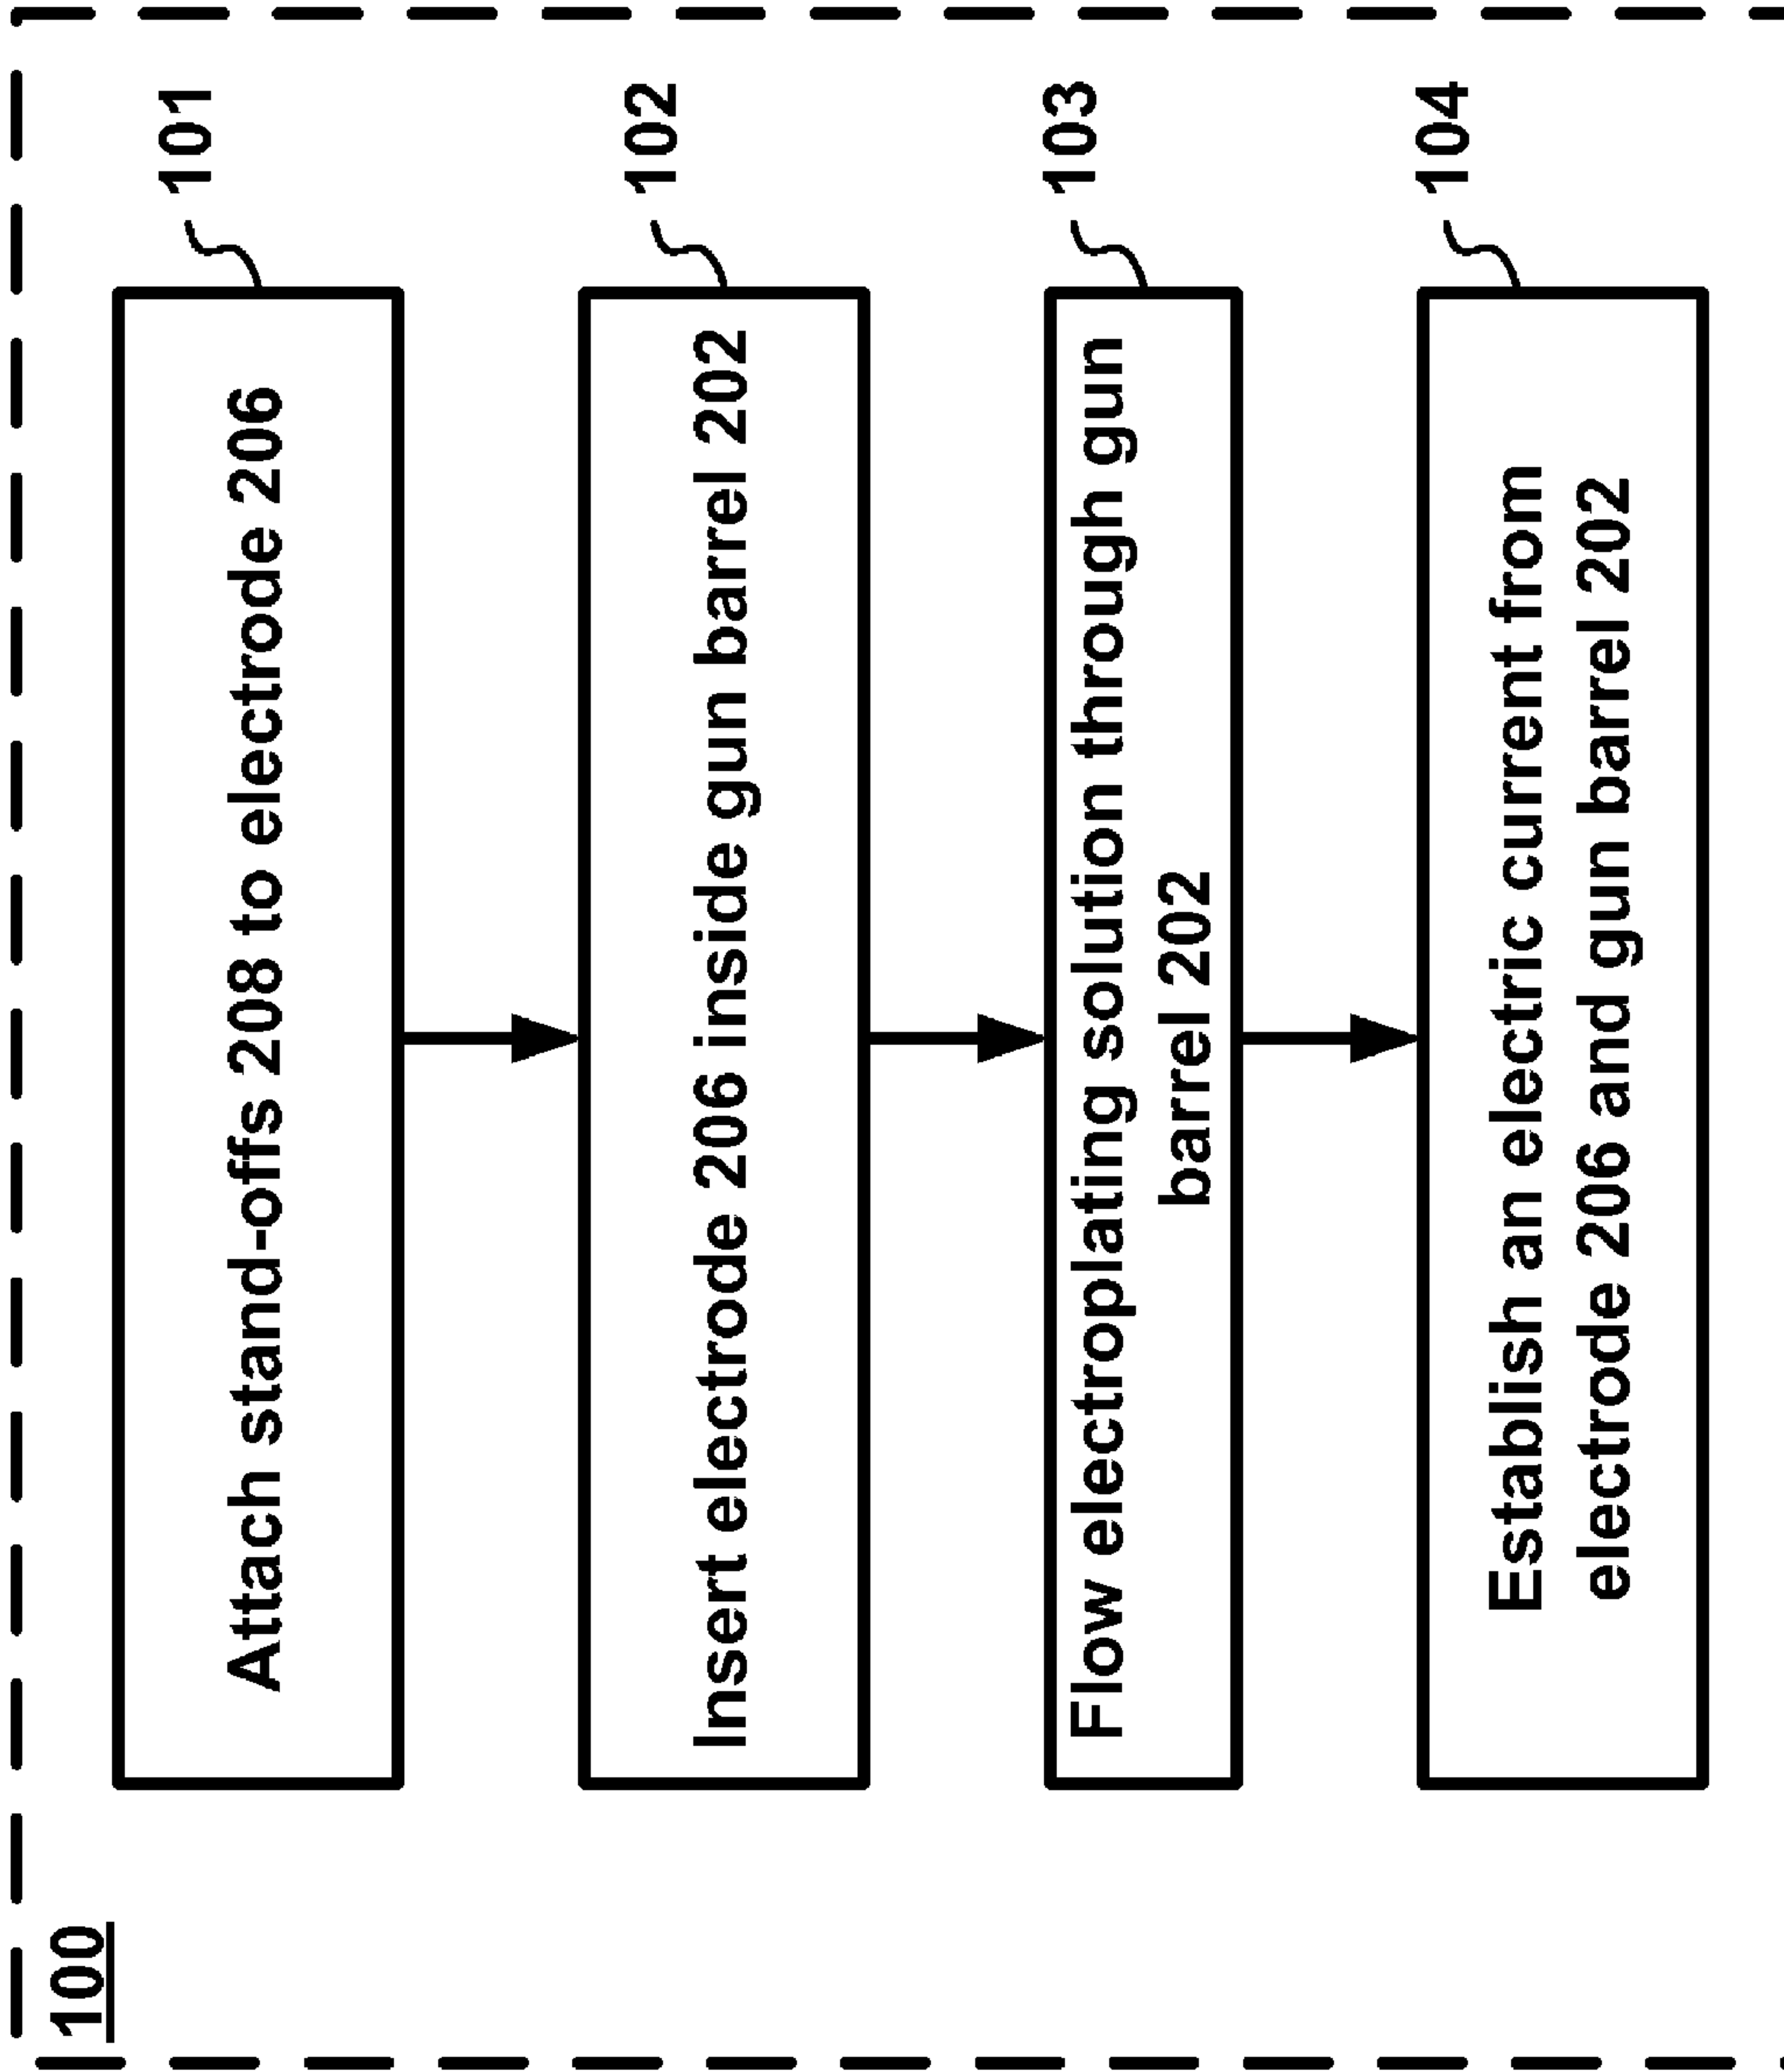 100
Attach stand-offs 208 to electrode 206
101
Insert electrode 206 inside gun barrel 202
102
Flow electroplating solution through gun
barrel 202
103
Establish an electric current from
electrode 206 and gun barrel 202
104